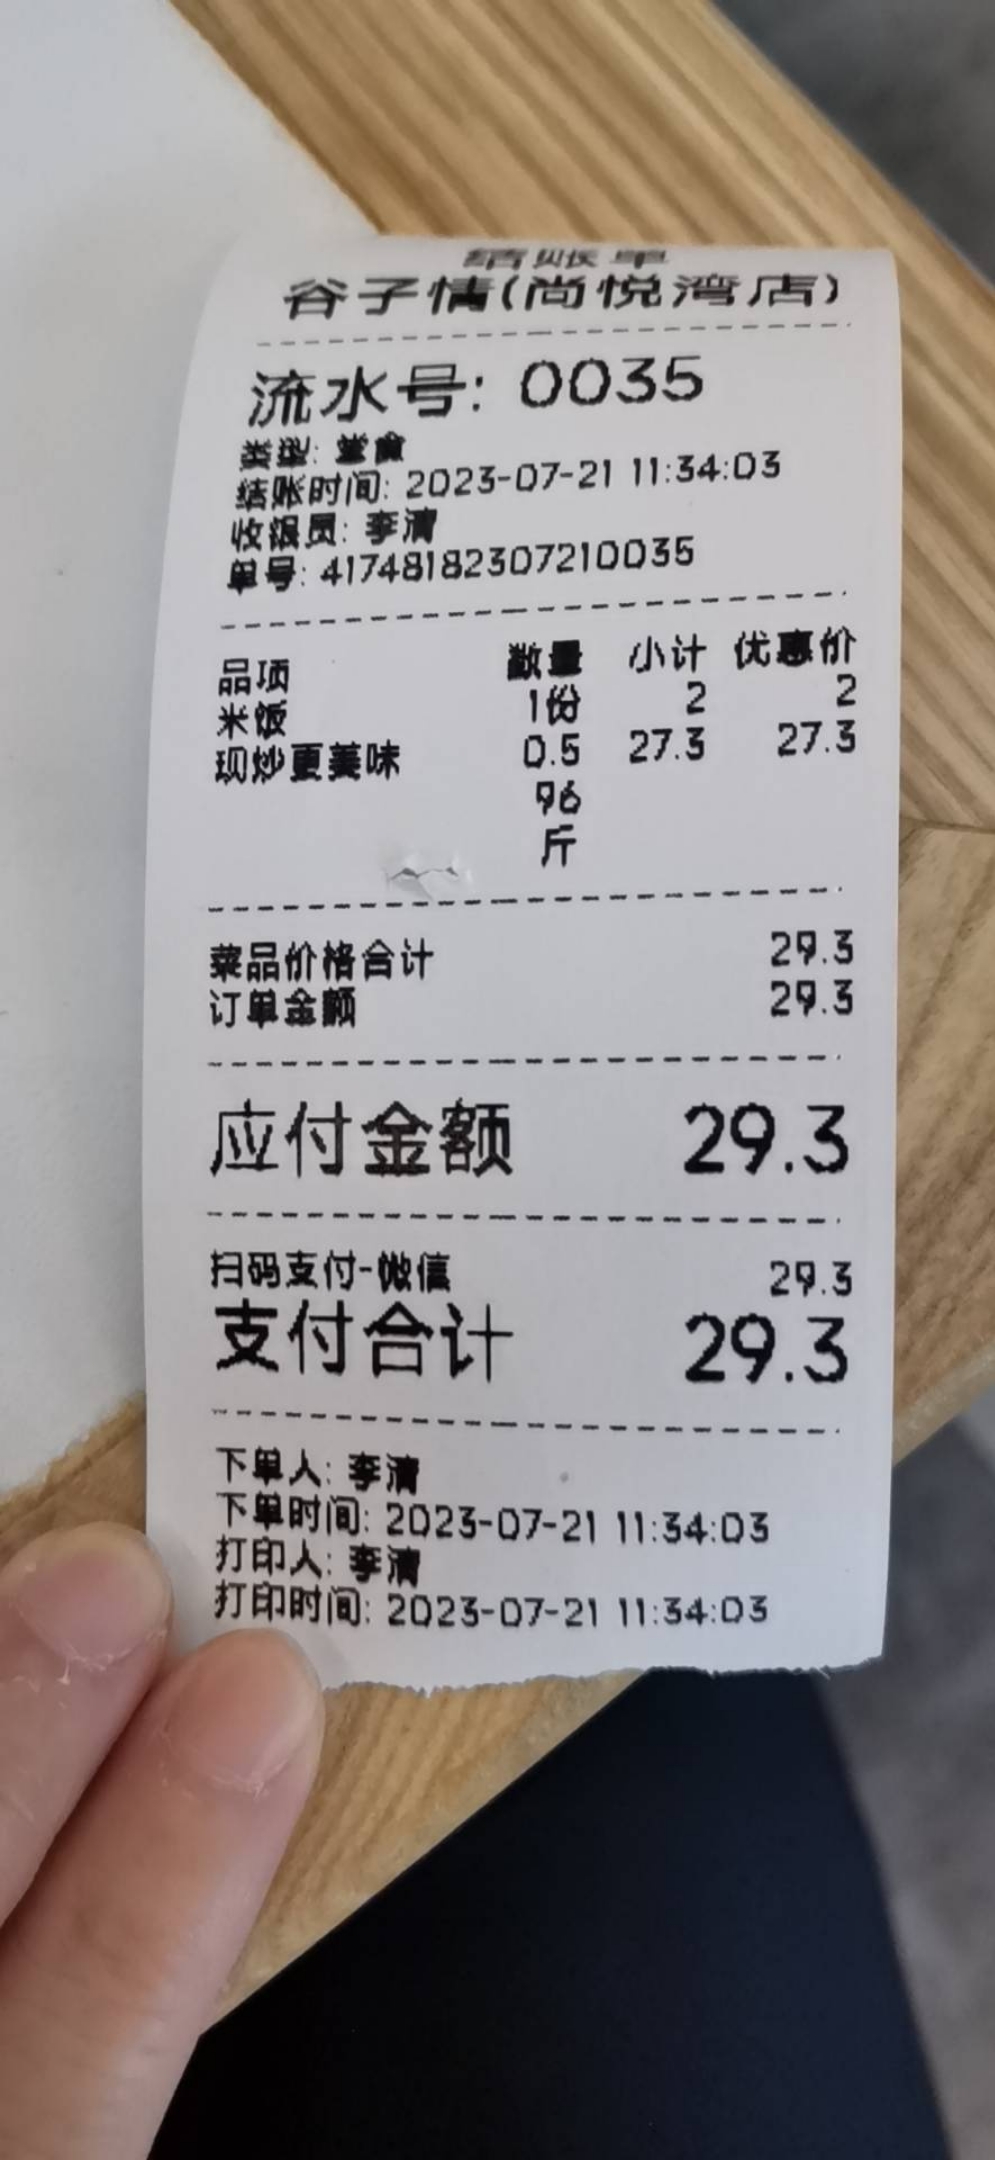 结账单
谷子情(尚悦湾店)
流水号: 0035
类型: 堂食
结账时间: 2023-07-21 11:34:03
收银员: 李清
单号: 41748182307210035
品项 数量 小计 优惠价
米饭 1份 2 2
现炒更美味 0.5 27.3 27.3
96
斤
菜品价格合计 29.3
订单金额 29.3
应付金额 29.3
扫码支付-微信 29.3
支付合计 29.3
下单人: 李清
下单时间: 2023-07-21 11:34:03
打印人: 李清
打印时间: 2023-07-21 11:34:03